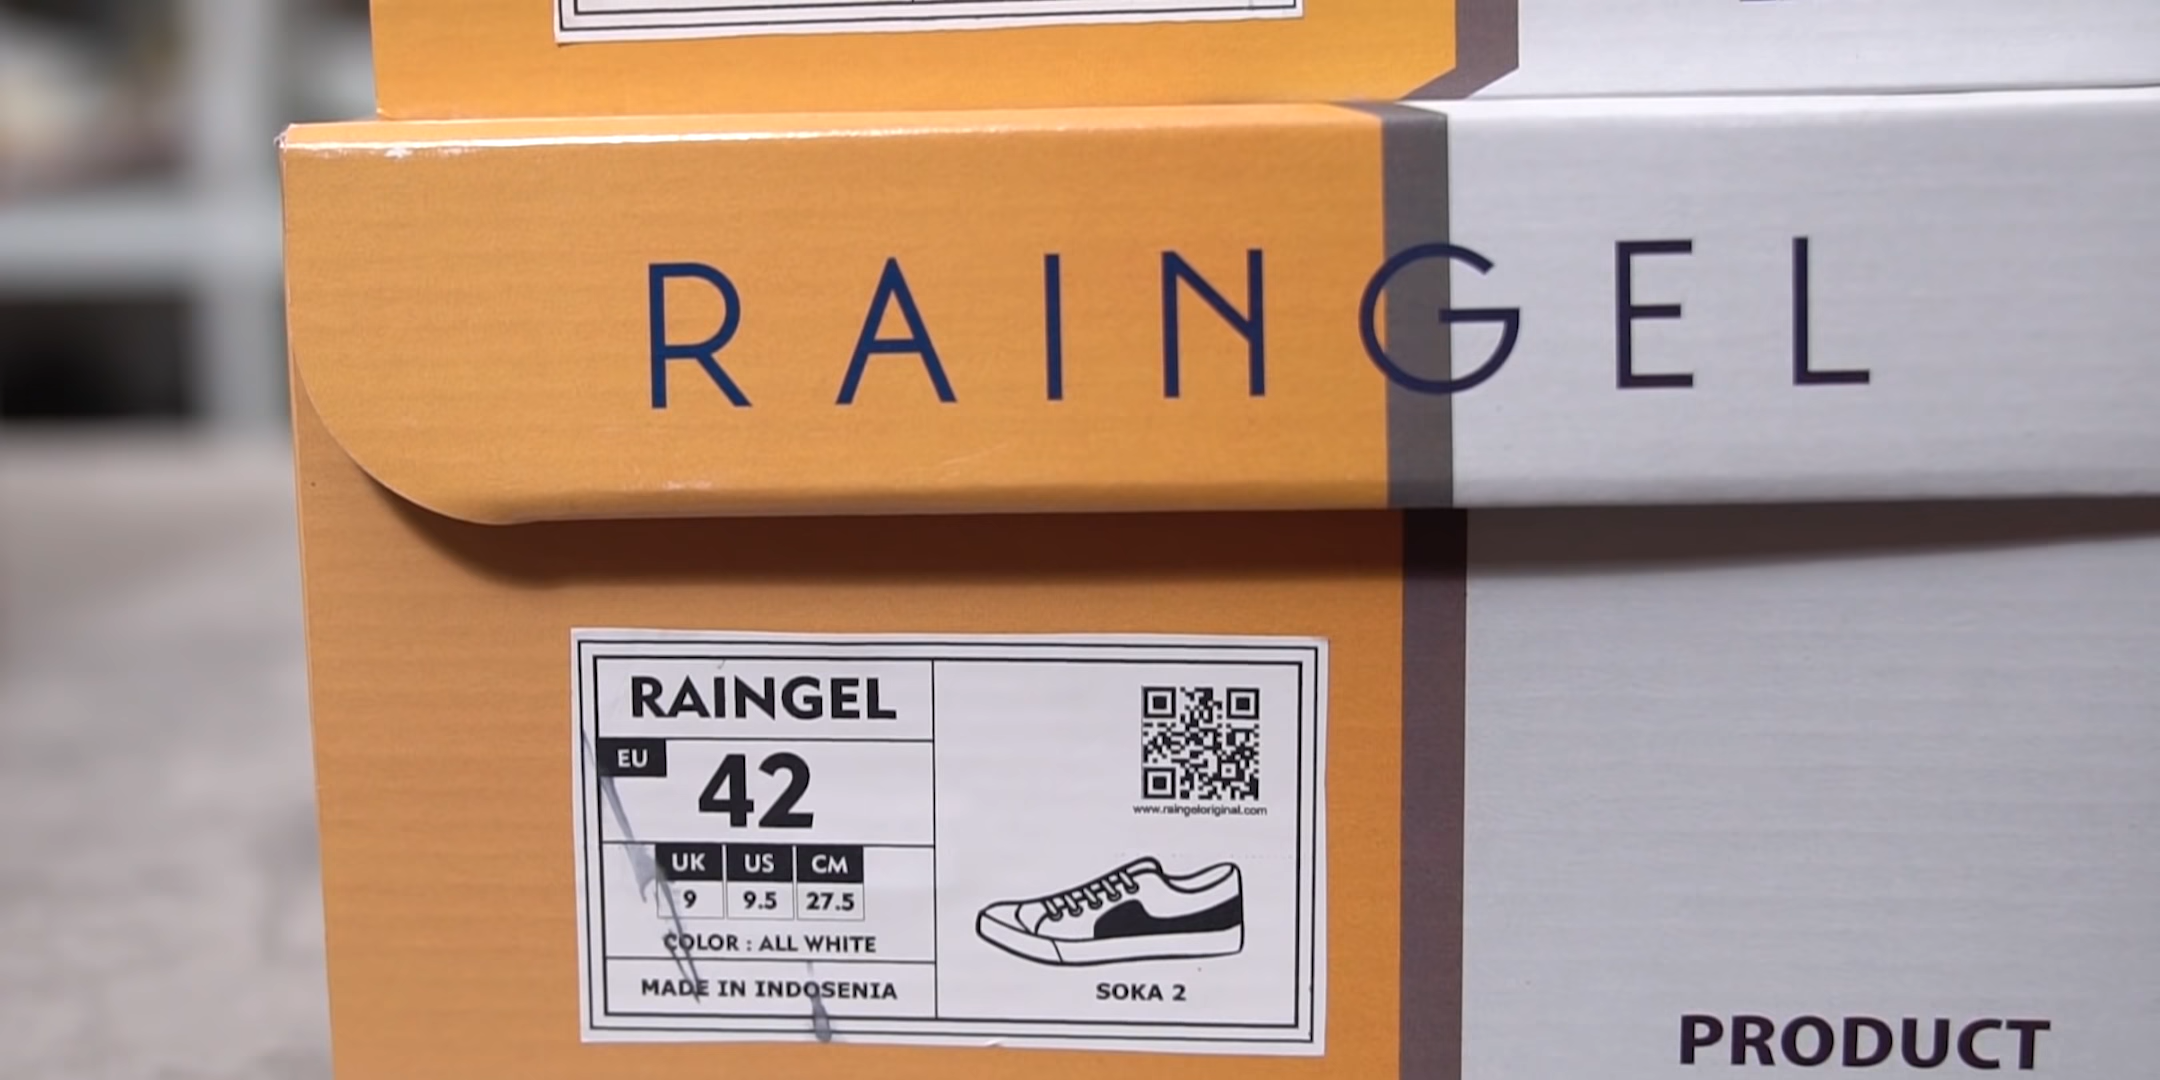 RAINGEL
RAINGEL
EU
42
UK US CM
9 9.5 27.5
COLOR : ALL WHITE
MADE IN INDOSENIA
www.raingeloriginal.com
SOKA 2
PRODUCT